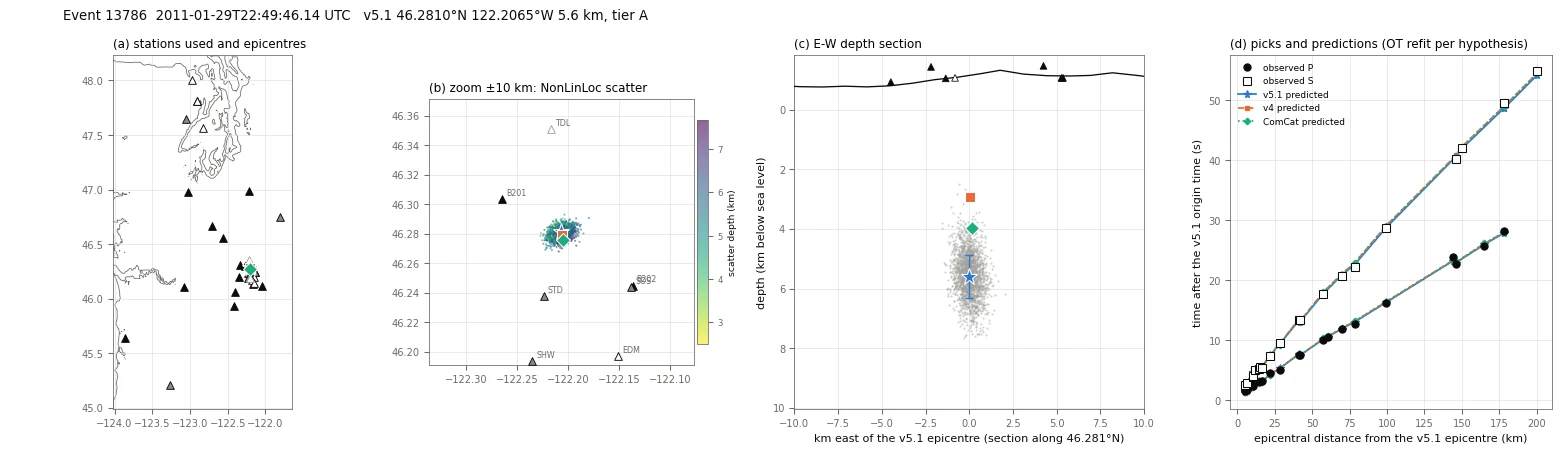 Event 13786  2011-01-29T22:49:46.14 UTC   v5.1 46.2810°N 122.2065°W 5.6 km, tier A
(a) stations used and epicentres
48.0
47.5
47.0
46.5
46.0
45.5
45.0
−124.0 −123.5 −123.0 −122.5 −122.0
(b) zoom ±10 km: NonLinLoc scatter
46.36
46.34
46.32
46.30
46.28
46.26
46.24
46.22
46.20
TDL
B201
STD
SHW
EDM
−122.30 −122.25 −122.20 −122.15 −122.10
7
6
5
4
3
scatter depth (km)
(c) E-W depth section
depth (km below sea level)
0
2
4
6
8
10
−10.0 −7.5 −5.0 −2.5 0.0 2.5 5.0 7.5 10.0
km east of the v5.1 epicentre (section along 46.281°N)
(d) picks and predictions (OT refit per hypothesis)
observed P
observed S
v5.1 predicted
v4 predicted
ComCat predicted
time after the v5.1 origin time (s)
50
40
30
20
10
0
0 25 50 75 100 125 150 175 200
epicentral distance from the v5.1 epicentre (km)